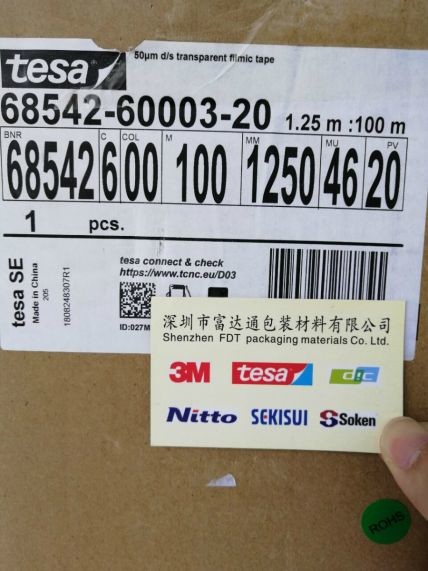 50µm d/s transparent filmic tape
tesa
68542-60003-20 1.25 m :100 m
BNR C COL M MM MU PV
68542 6 00 100 1250 46 20
1 pcs.
tesa SE
Made in China
205
1808248307R1
tesa connect & check
https://www.tcnc.eu/D03
ID:027M
深圳市富达通包装材料有限公司
Shenzhen FDT packaging materials Co. Ltd.
3M tesa dic
Nitto SEKISUI Soken
ROHS